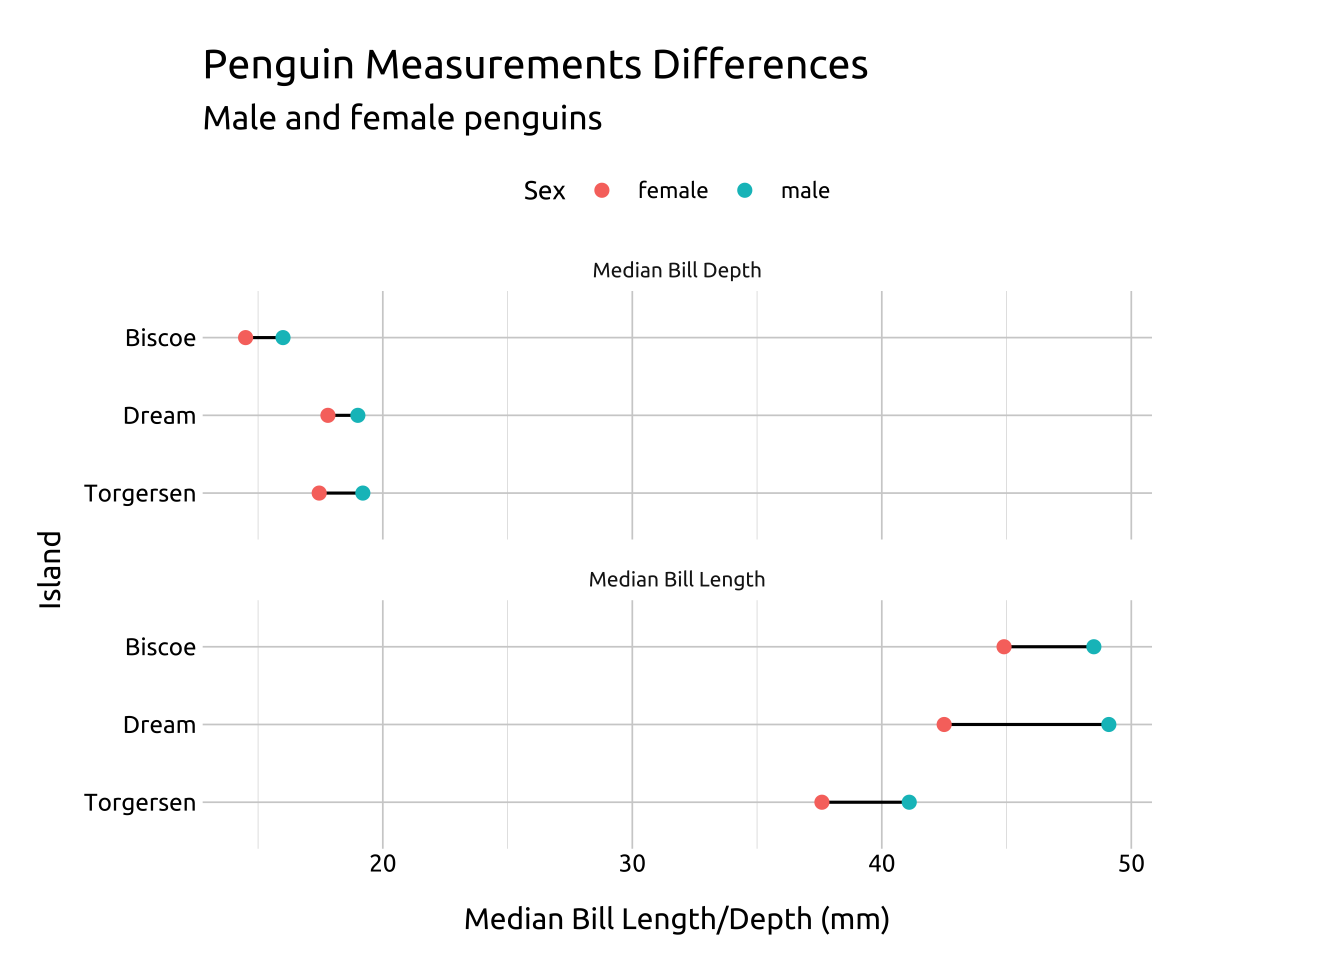 Penguin Measurements Differences
Male and female penguins
Sex female male
Median Bill Depth
Biscoe
Dream
Torgersen
Island
Median Bill Length
Biscoe
Dream
Torgersen
20 30 40 50
Median Bill Length/Depth (mm)